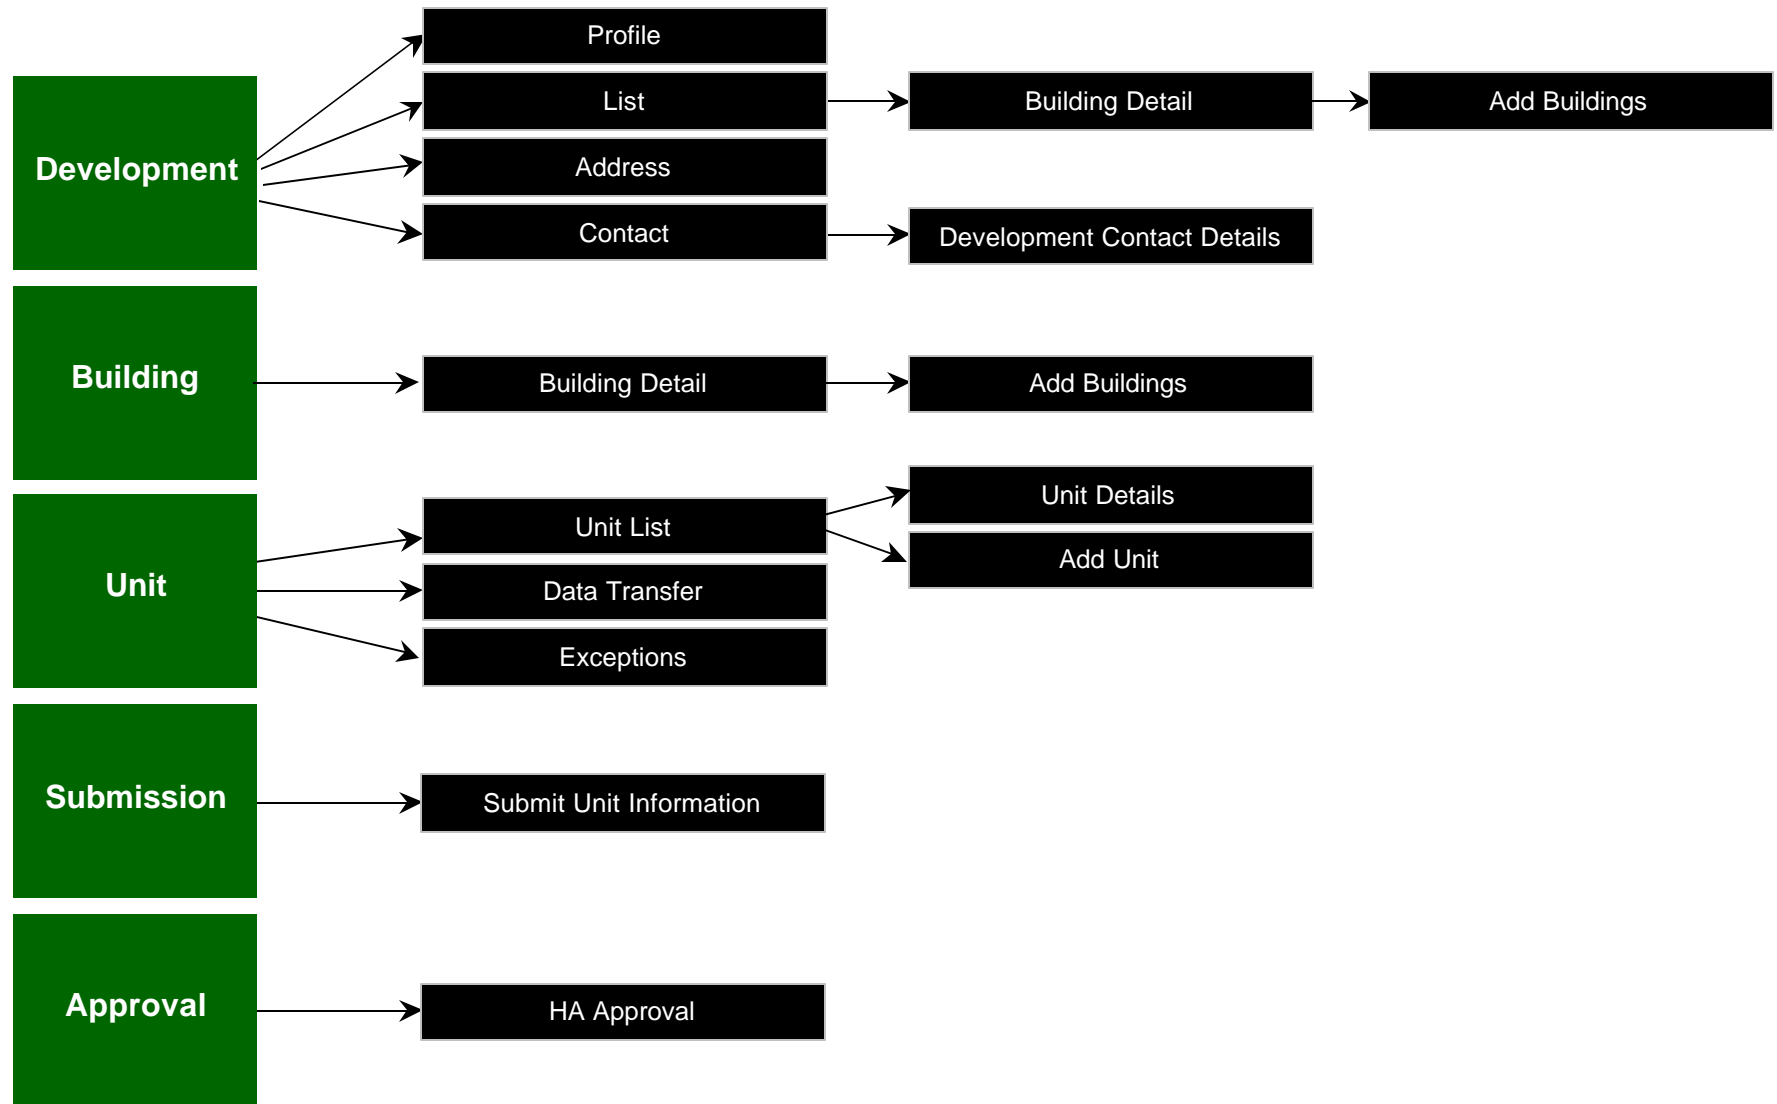 Profile
List
Building Detail
Add Buildings
Development
Address
Contact
Development Contact Details
Building
Building Detail
Add Buildings
Unit Details
Unit List
Add Unit
Unit
Data Transfer
Exceptions
Submission
Submit Unit Information
Approval
HA Approval